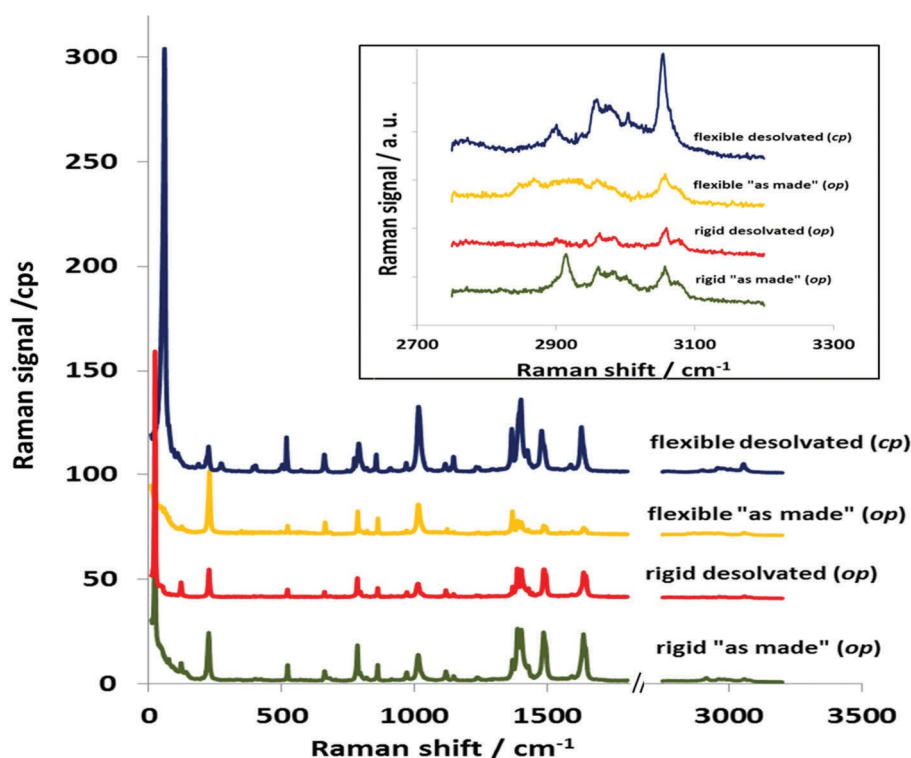 300
250
200
150
100
50
0
Raman signal /cps
0
500
1000
1500
//
3000
Raman shift / cm-1
flexible desolvated (cp)
flexible "as made" (op)
rigid desolvated (op)
rigid "as made" (op)
Raman signal / a. u.
flexible desolvated (cp)
flexible "as made" (op)
rigid desolvated (op)
rigid "as made" (op)
2700
2900
3100
3300
Raman shift / cm-1